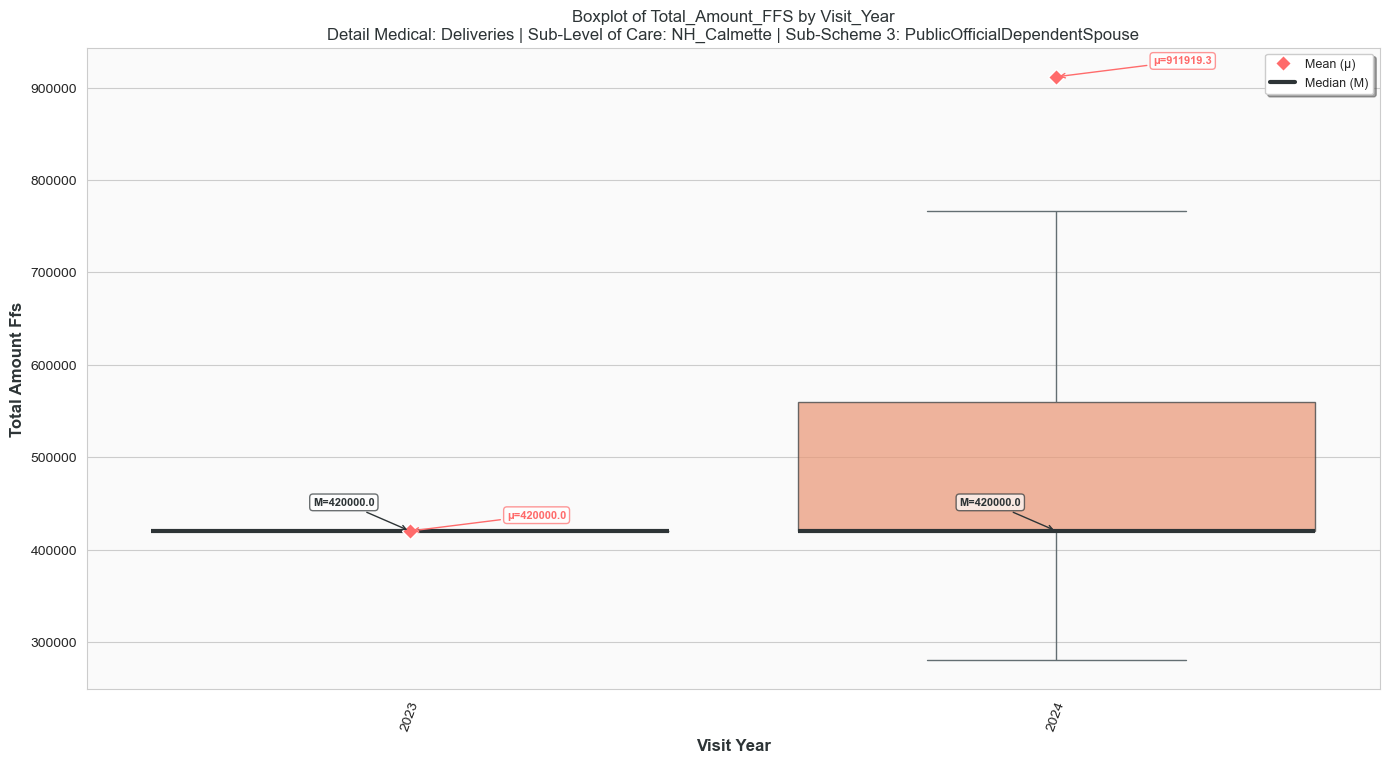 Boxplot of Total_Amount_FFS by Visit_Year
Detail Medical: Deliveries | Sub-Level of Care: NH_Calmette | Sub-Scheme 3: PublicOfficialDependentSpouse
μ=911919.3
Mean (μ)
Median (M)
900000
800000
700000
600000
500000
400000
300000
Total Amount Ffs
M=420000.0
μ=420000.0
M=420000.0
2023
2024
Visit Year